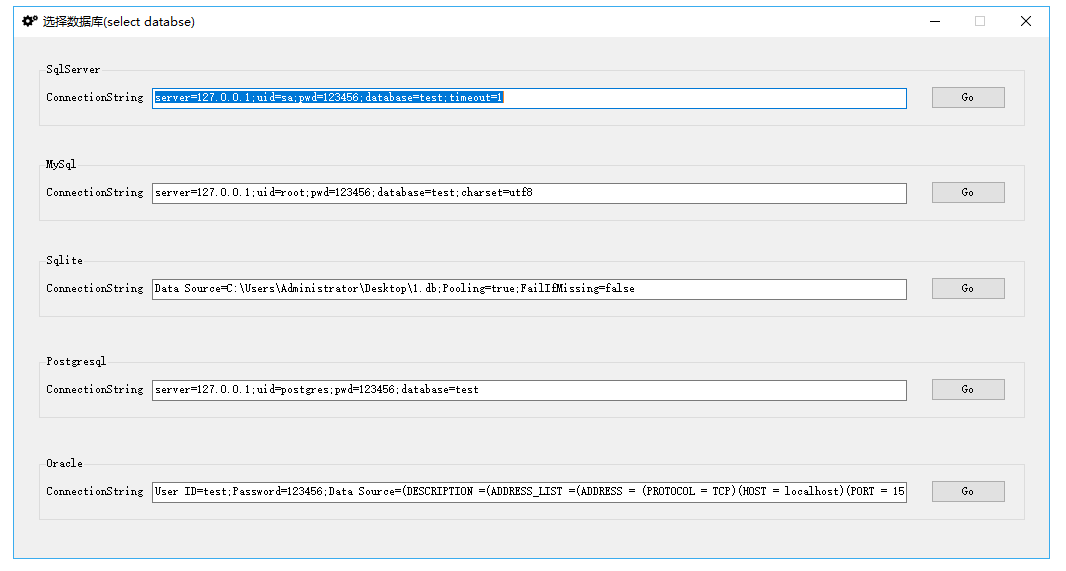 选择数据库(select databse)
SqlServer
ConnectionString server=127.0.0.1;uid=sa;pwd=123456;database=test;timeout=1 Go
MySql
ConnectionString server=127.0.0.1;uid=root;pwd=123456;database=test;charset=utf8 Go
Sqlite
ConnectionString Data Source=C:\Users\Administrator\Desktop\1.db;Pooling=true;FailIfMissing=false Go
Postgresql
ConnectionString server=127.0.0.1;uid=postgres;pwd=123456;database=test Go
Oracle
ConnectionString User ID=test;Password=123456;Data Source=(DESCRIPTION =(ADDRESS_LIST =(ADDRESS = (PROTOCOL = TCP)(HOST = localhost)(PORT = 15 Go